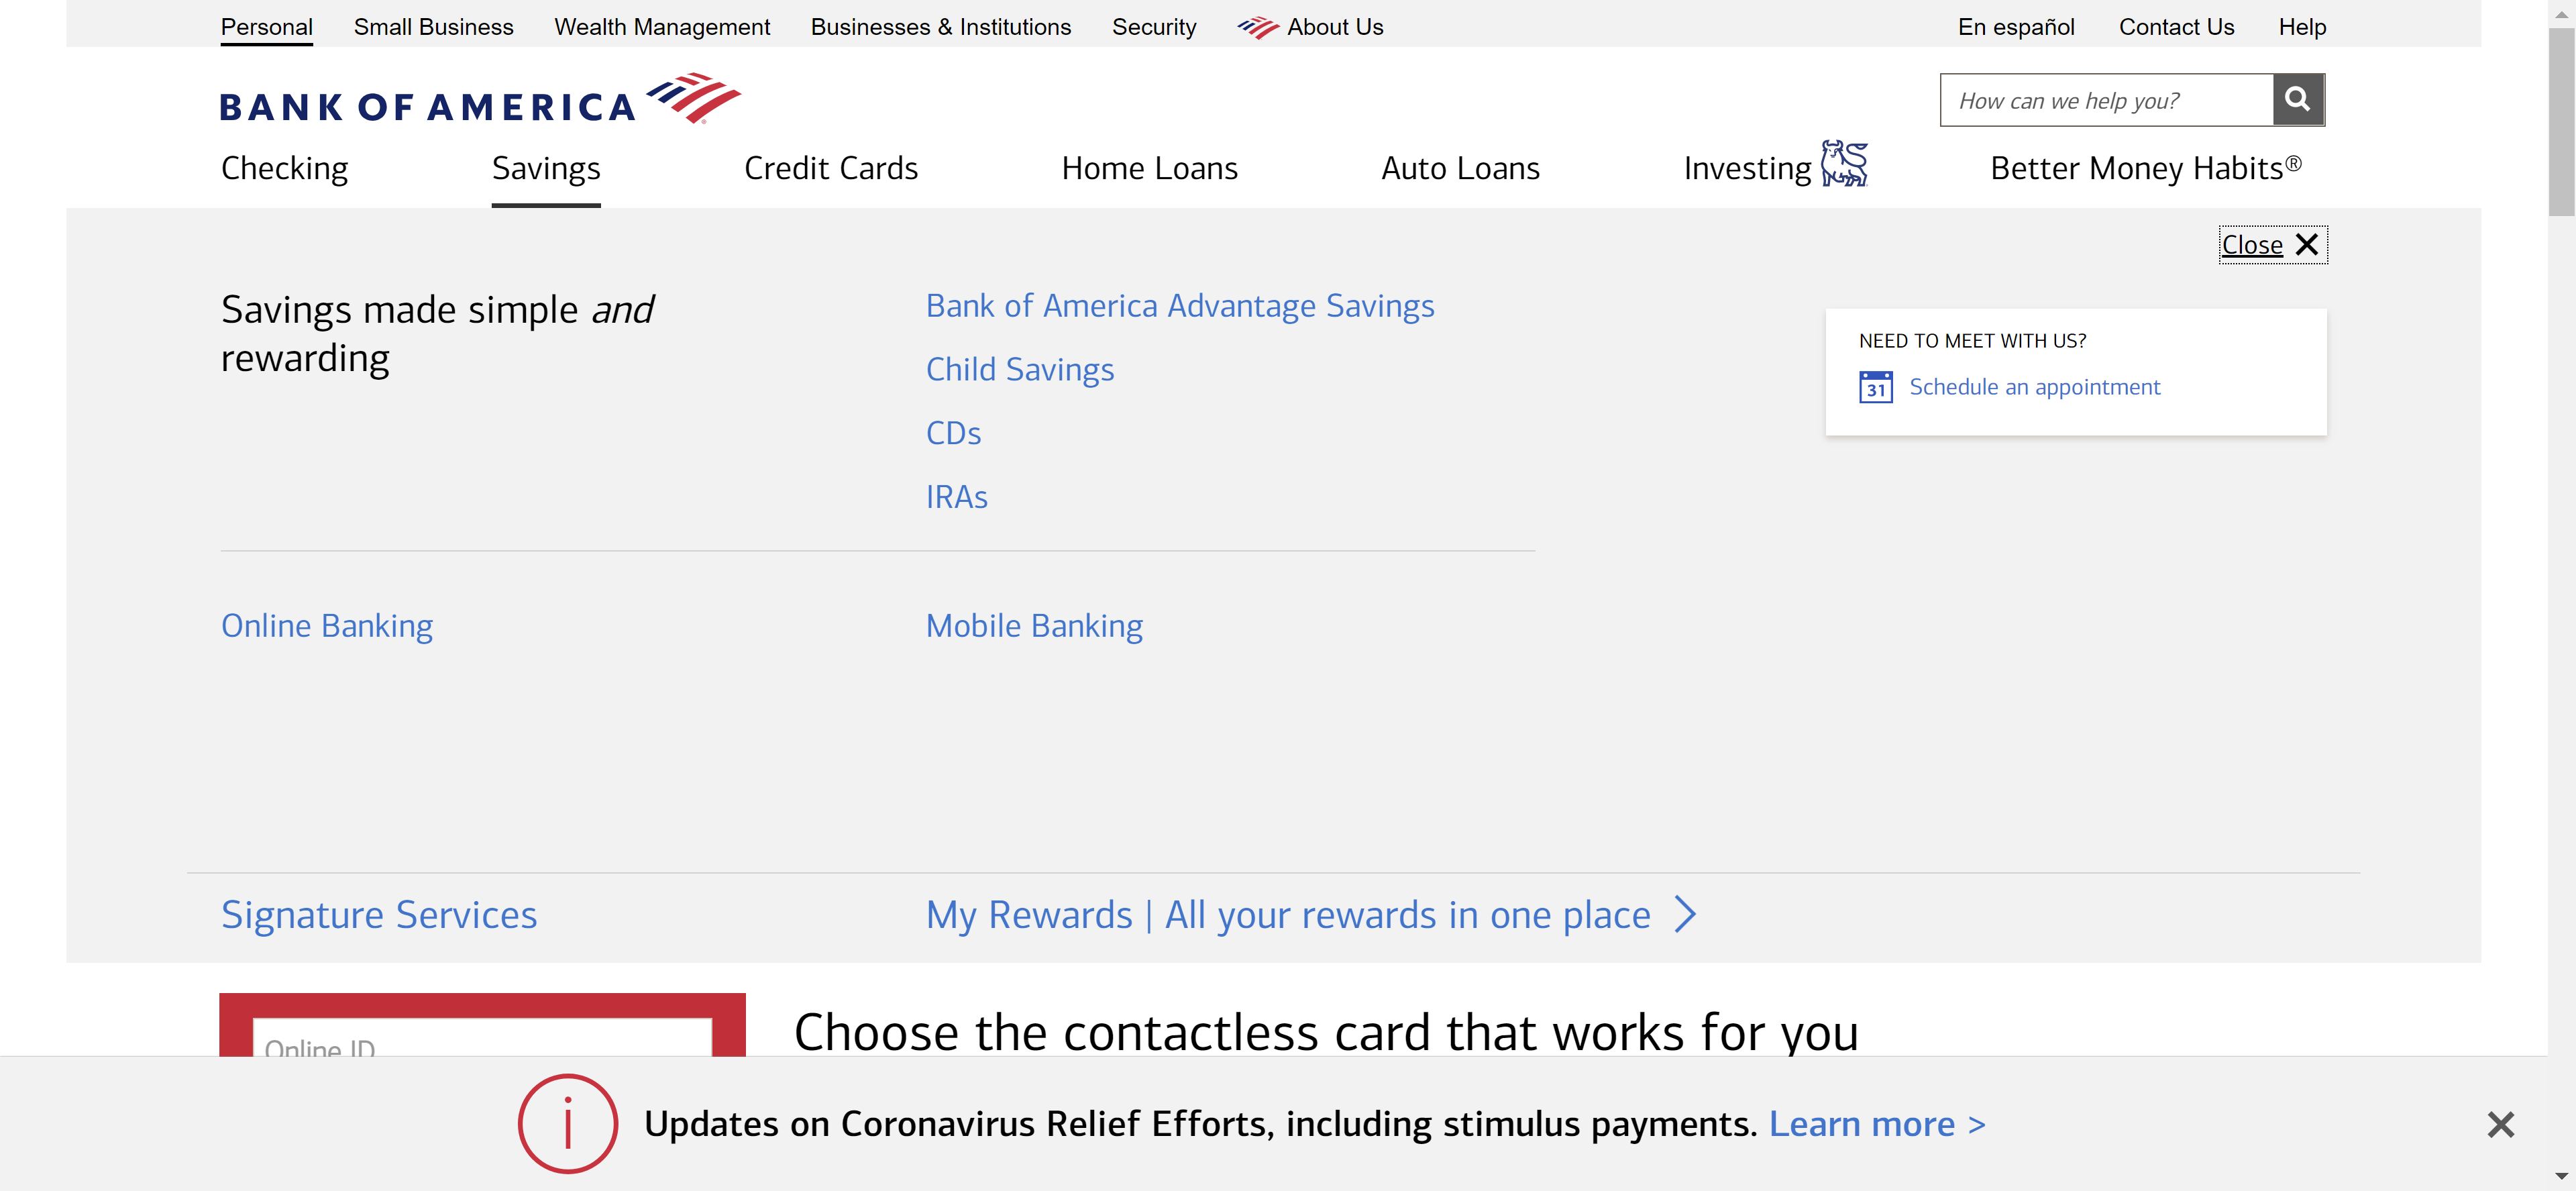 Personal Small Business Wealth Management Businesses & Institutions Security About Us En español Contact Us Help
BANK OF AMERICA
How can we help you?
Checking Savings Credit Cards Home Loans Auto Loans Investing Better Money Habits®
Close
Savings made simple and
rewarding
Bank of America Advantage Savings
Child Savings
CDs
IRAs
NEED TO MEET WITH US?
31 Schedule an appointment
Online Banking Mobile Banking
Signature Services My Rewards | All your rewards in one place
Online ID
Choose the contactless card that works for you
Updates on Coronavirus Relief Efforts, including stimulus payments. Learn more >